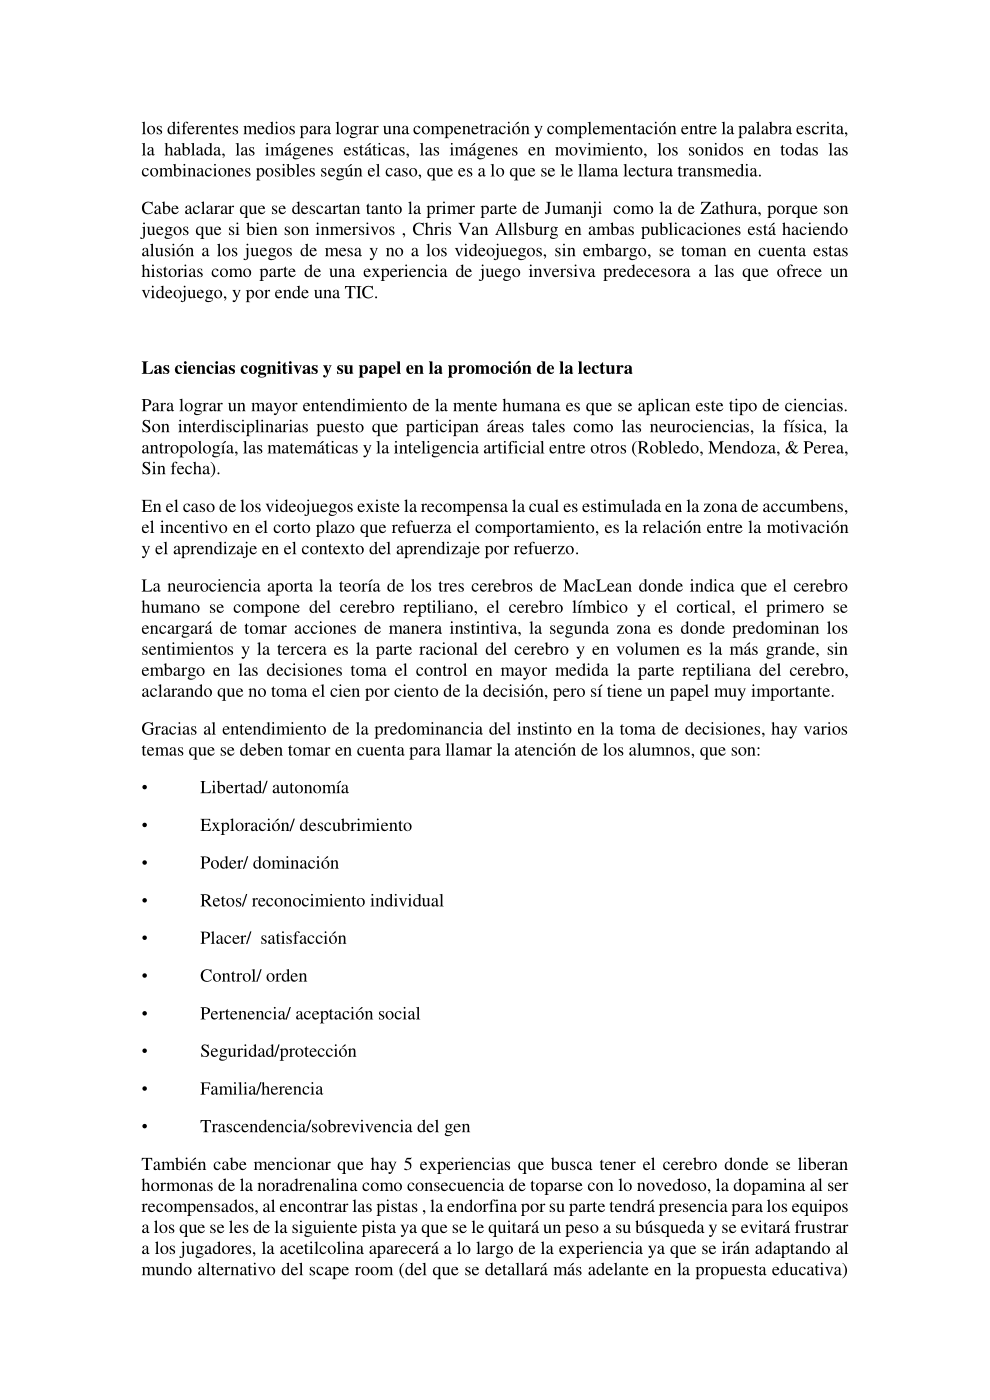 los diferentes medios para lograr una compenetración y complementación entre la palabra escrita,
la hablada, las imágenes estáticas, las imágenes en movimiento, los sonidos en todas las
combinaciones posibles según el caso, que es a lo que se le llama lectura transmedia.
Cabe aclarar que se descartan tanto la primer parte de Jumanji  como la de Zathura, porque son
juegos que si bien son inmersivos , Chris Van Allsburg en ambas publicaciones está haciendo
alusión a los juegos de mesa y no a los videojuegos, sin embargo, se toman en cuenta estas
historias como parte de una experiencia de juego inversiva predecesora a las que ofrece un
videojuego, y por ende una TIC.
Las ciencias cognitivas y su papel en la promoción de la lectura
Para lograr un mayor entendimiento de la mente humana es que se aplican este tipo de ciencias.
Son interdisciplinarias puesto que participan áreas tales como las neurociencias, la física, la
antropología, las matemáticas y la inteligencia artificial entre otros (Robledo, Mendoza, & Perea,
Sin fecha).
En el caso de los videojuegos existe la recompensa la cual es estimulada en la zona de accumbens,
el incentivo en el corto plazo que refuerza el comportamiento, es la relación entre la motivación
y el aprendizaje en el contexto del aprendizaje por refuerzo.
La neurociencia aporta la teoría de los tres cerebros de MacLean donde indica que el cerebro
humano se compone del cerebro reptiliano, el cerebro límbico y el cortical, el primero se
encargará de tomar acciones de manera instintiva, la segunda zona es donde predominan los
sentimientos y la tercera es la parte racional del cerebro y en volumen es la más grande, sin
embargo en las decisiones toma el control en mayor medida la parte reptiliana del cerebro,
aclarando que no toma el cien por ciento de la decisión, pero sí tiene un papel muy importante.
Gracias al entendimiento de la predominancia del instinto en la toma de decisiones, hay varios
temas que se deben tomar en cuenta para llamar la atención de los alumnos, que son:
• Libertad/ autonomía
• Exploración/ descubrimiento
• Poder/ dominación
• Retos/ reconocimiento individual
• Placer/  satisfacción
• Control/ orden
• Pertenencia/ aceptación social
• Seguridad/protección
• Familia/herencia
• Trascendencia/sobrevivencia del gen
También cabe mencionar que hay 5 experiencias que busca tener el cerebro donde se liberan
hormonas de la noradrenalina como consecuencia de toparse con lo novedoso, la dopamina al ser
recompensados, al encontrar las pistas , la endorfina por su parte tendrá presencia para los equipos
a los que se les de la siguiente pista ya que se le quitará un peso a su búsqueda y se evitará frustrar
a los jugadores, la acetilcolina aparecerá a lo largo de la experiencia ya que se irán adaptando al
mundo alternativo del scape room (del que se detallará más adelante en la propuesta educativa)